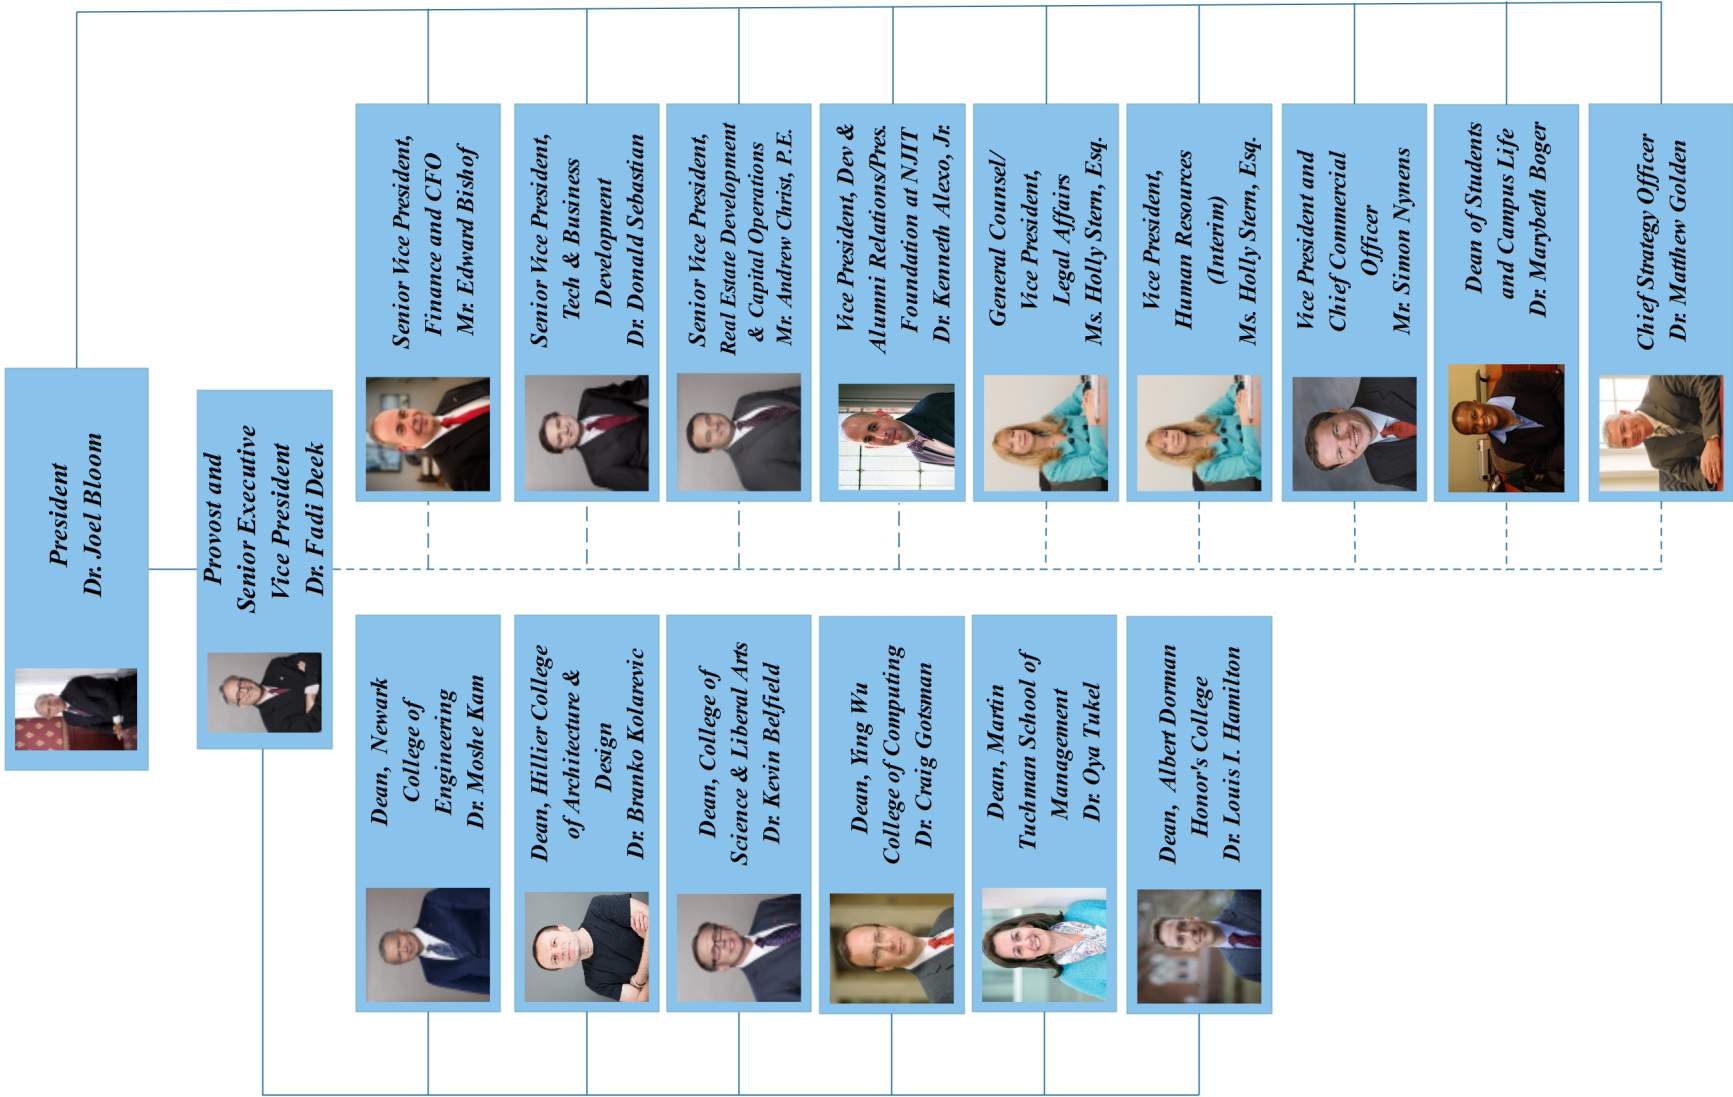 President
Dr. Joel Bloom
Provost and
Senior Executive
Vice President
Dr. Fadi Deek
Senior Vice President,
Finance and CFO
Mr. Edward Bishof
Senior Vice President,
Tech & Business
Development
Dr. Donald Sebastian
Senior Vice President,
Real Estate Development
& Capital Operations
Mr. Andrew Christ, P.E.
Vice President, Dev &
Alumni Relations/Pres.
Foundation at NJIT
Dr. Kenneth Alexo, Jr.
General Counsel/
Vice President,
Legal Affairs
Ms. Holly Stern, Esq.
Vice President,
Human Resources
(Interim)
Ms. Holly Stern, Esq.
Vice President and
Chief Commercial
Officer
Mr. Simon Nynens
Dean of Students
and Campus Life
Dr. Marybeth Boger
Chief Strategy Officer
Dr. Matthew Golden
Dean, Newark
College of
Engineering
Dr. Moshe Kam
Dean, Hillier College
of Architecture &
Design
Dr. Branko Kolarevic
Dean, College of
Science & Liberal Arts
Dr. Kevin Belfield
Dean, Ying Wu
College of Computing
Dr. Craig Gotsman
Dean, Martin
Tuchman School of
Management
Dr. Oya Tukel
Dean, Albert Dorman
Honor's College
Dr. Louis I. Hamilton